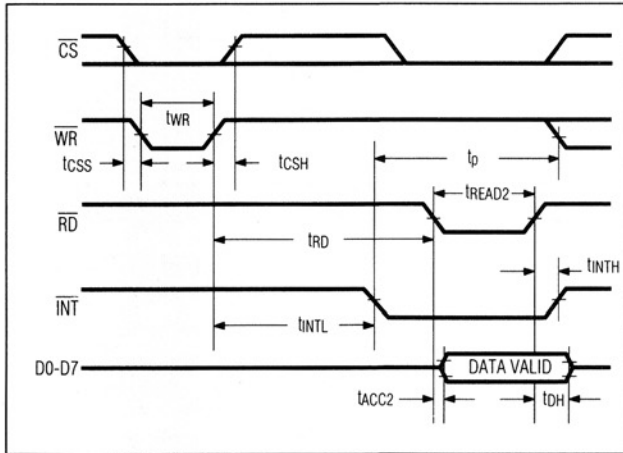 CS
tWR
WR
tCSS
tCSH
tp
tREAD2
RD
tRD
tINTH
INT
tINTL
D0-D7
DATA VALID
tACC2
tDH